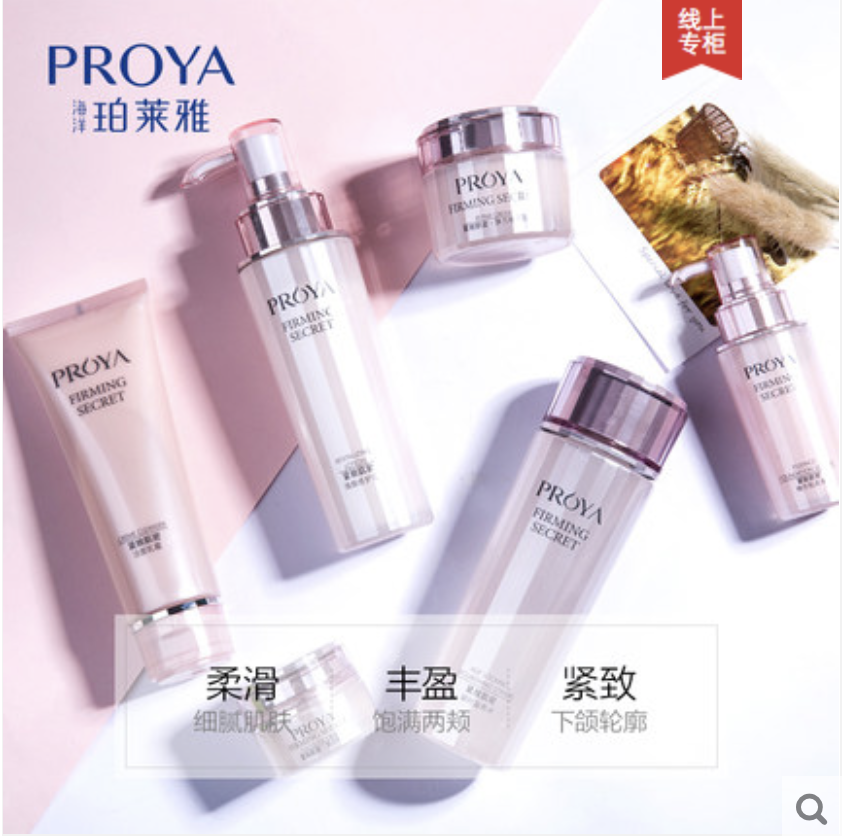 PROYA
海洋
珀莱雅
线上
专柜
PROYA
FIRMING SECRE
PROYA
FIRMING
SECRET
PROYA
FIRMING
SECRET
PROYA
FIRMING
SECRET
PROYA
FIRMING
SECRET
柔滑
丰盈
紧致
细腻肌肤
饱满两颊
下颌轮廓
PROYA